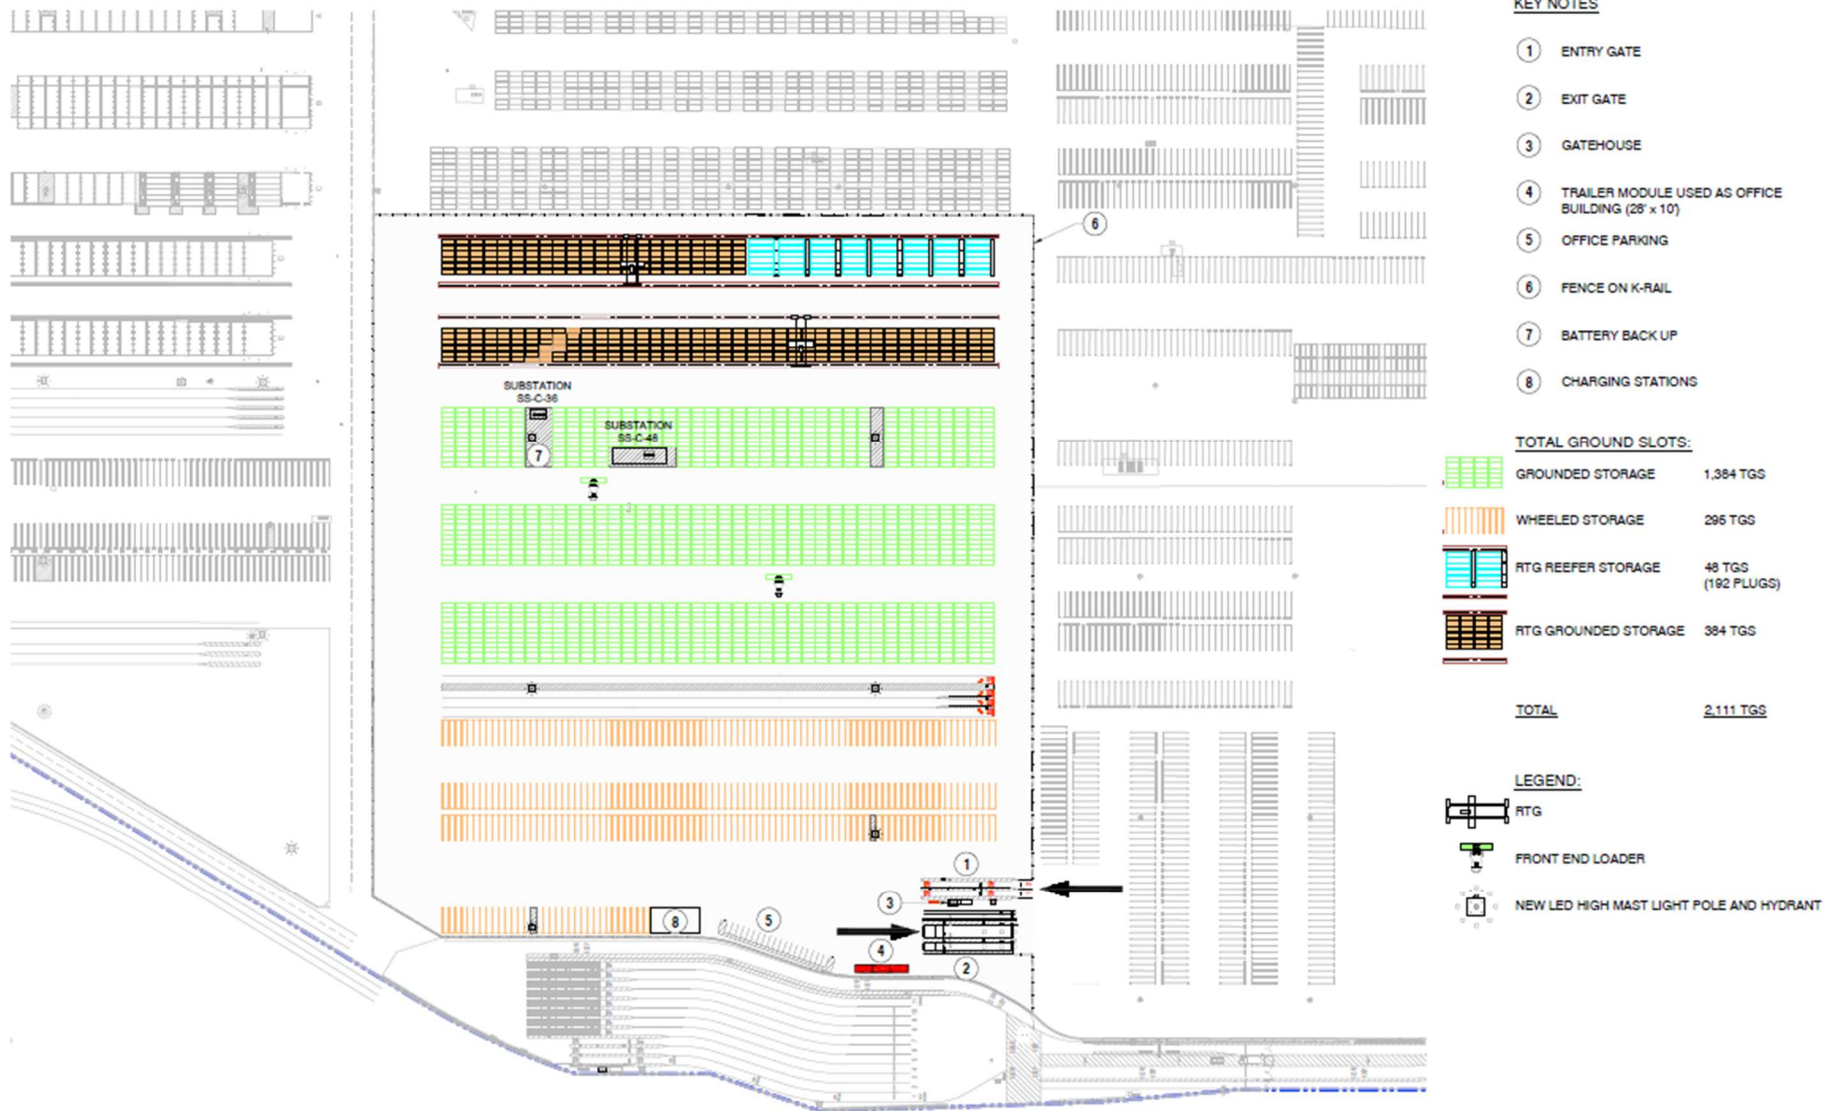 KEY NOTES
1 ENTRY GATE
2 EXIT GATE
3 GATEHOUSE
4 TRAILER MODULE USED AS OFFICE
BUILDING (28' x 10')
5 OFFICE PARKING
6 FENCE ON K-RAIL
7 BATTERY BACK UP
8 CHARGING STATIONS
TOTAL GROUND SLOTS:
GROUNDED STORAGE 1,384 TGS
WHEELED STORAGE 295 TGS
RTG REEFER STORAGE 48 TGS
(192 PLUGS)
RTG GROUNDED STORAGE 384 TGS
TOTAL 2,111 TGS
LEGEND:
RTG
FRONT END LOADER
NEW LED HIGH MAST LIGHT POLE AND HYDRANT
6
SUBSTATION
SS-C-36
SUBSTATION
SS-C-48
7
1
3
8
5
4
2